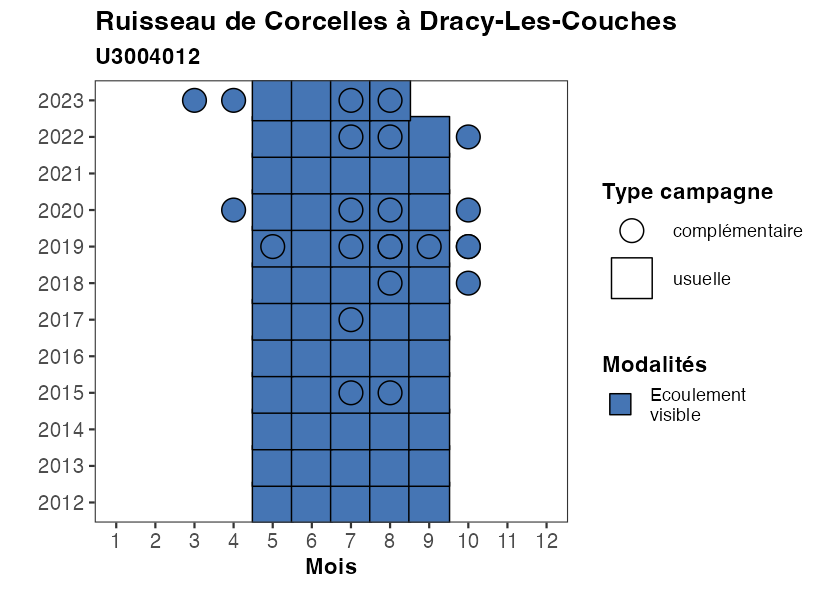 Ruisseau de Corcelles à Dracy-Les-Couches
U3004012
2023
2022
2021
2020
2019
2018
2017
2016
2015
2014
2013
2012
1 2 3 4 5 6 7 8 9 10 11 12
Mois
Type campagne
complémentaire
usuelle
Modalités
Ecoulement
visible